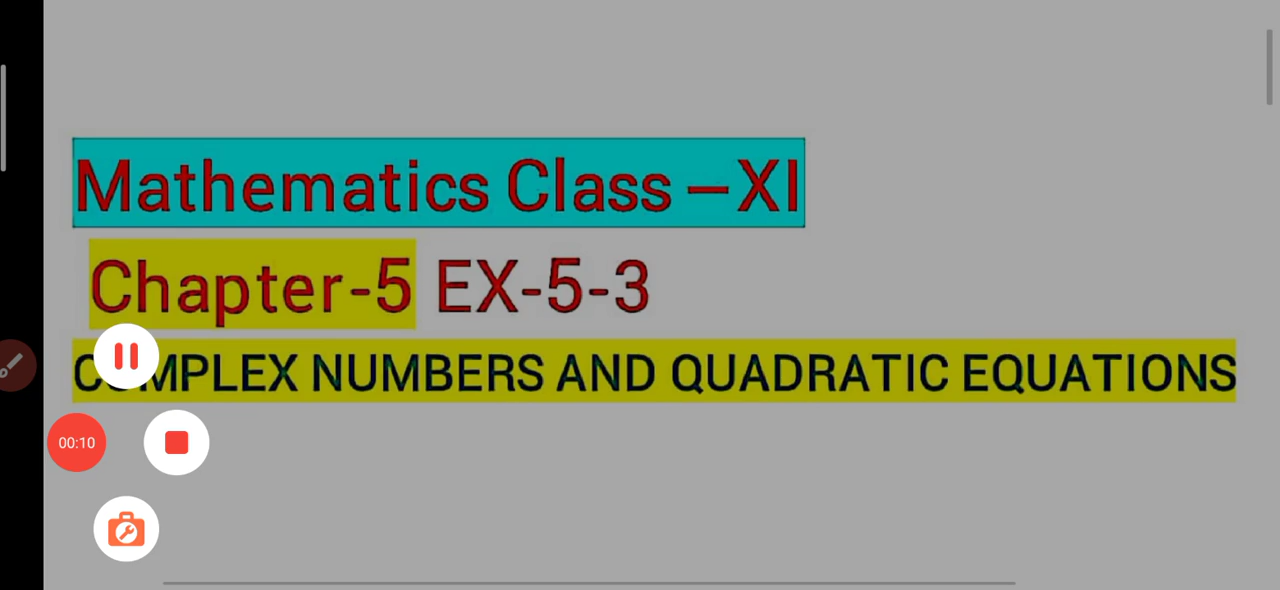 Mathematics Class –XI
Chapter-5 EX-5-3
COMPLEX NUMBERS AND QUADRATIC EQUATIONS
00:10